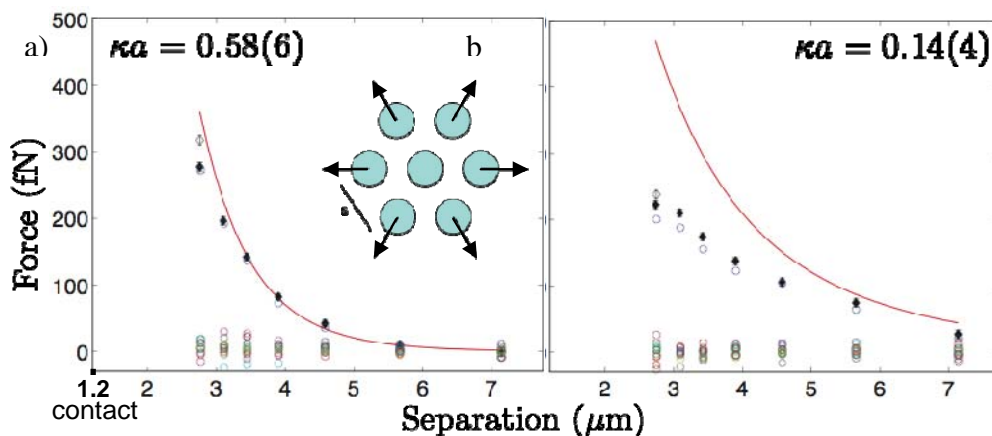 a) κa = 0.58(6)
b κa = 0.14(4)
500
400
300
200
100
0
Force (fN)
s
1.2 2 3 4 5 6 7
2 3 4 5 6 7
contact
Separation (μm)